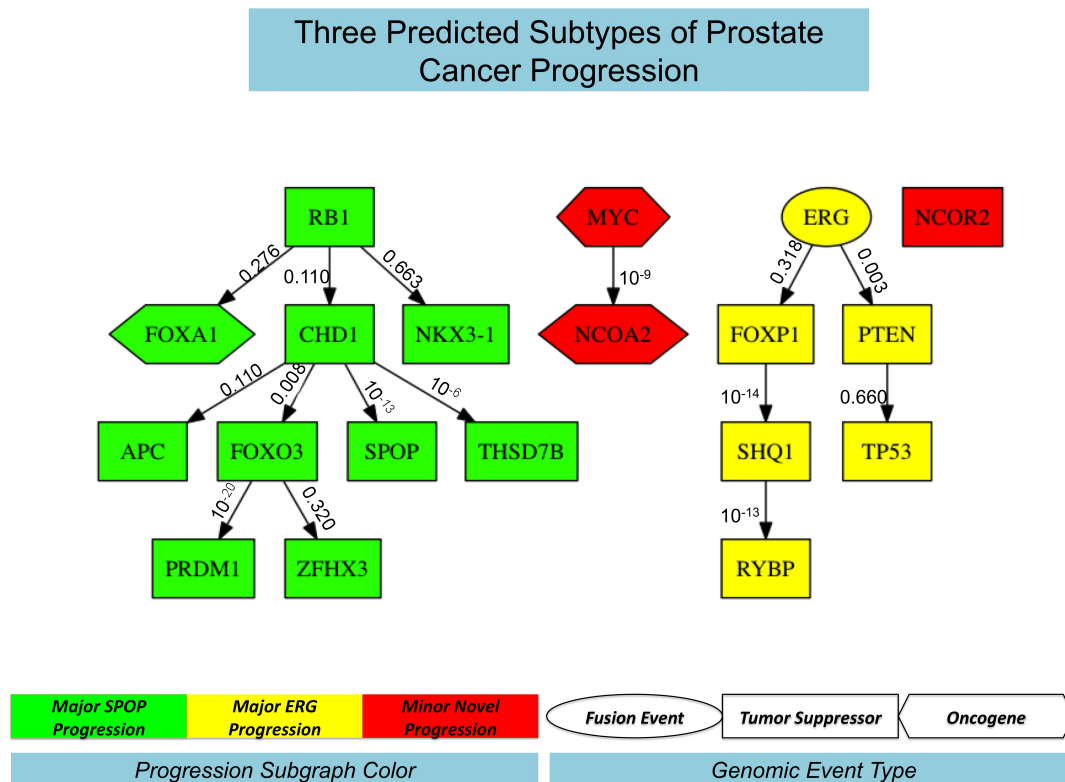 Three Predicted Subtypes of Prostate
Cancer Progression
RB1
MYC
ERG
NCOR2
0.276
0.110
0.663
10⁻⁹
0.318
0.003
FOXA1
CHD1
NKX3-1
NCOA2
FOXP1
PTEN
0.110
0.008
10⁻¹³
10⁻⁶
10⁻¹⁴
0.660
APC
FOXO3
SPOP
THSD7B
SHQ1
TP53
10⁻²⁰
0.320
10⁻¹³
PRDM1
ZFHX3
RYBP
Major SPOP
Progression
Major ERG
Progression
Minor Novel
Progression
Fusion Event
Tumor Suppressor
Oncogene
Progression Subgraph Color
Genomic Event Type